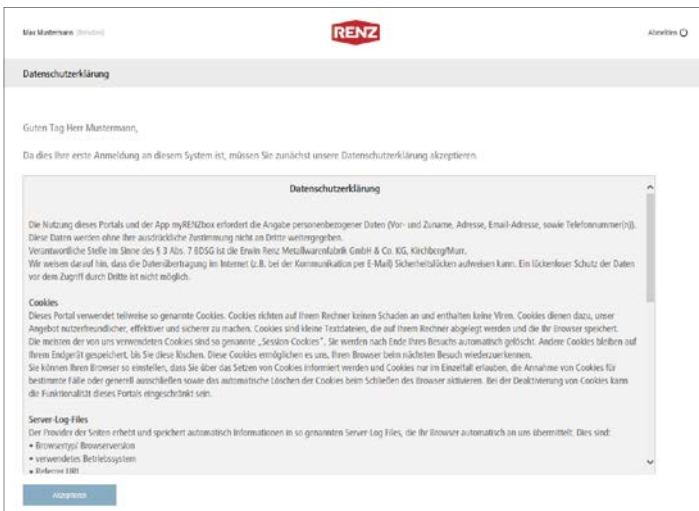 Max Mustermann (Benutzer)
RENZ
Abmelden
Datenschutzerklärung
Guten Tag Herr Mustermann,
Da dies Ihre erste Anmeldung an diesem System ist, müssen Sie zunächst unsere Datenschutzerklärung akzeptieren.
Datenschutzerklärung
Die Nutzung dieses Portals und der App myRENZbox erfordert die Angabe personenbezogener Daten (Vor- und Zuname, Adresse, Email-Adresse, sowie Telefonnummer(n)).
Diese Daten werden ohne Ihre ausdrückliche Zustimmung nicht an Dritte weitergegeben.
Verantwortliche Stelle im Sinne des § 3 Abs. 7 BDSG ist die Erwin Renz Metallwarenfabrik GmbH & Co. KG, Kirchberg/Murr.
Wir weisen darauf hin, dass die Datenübertragung im Internet (z.B. bei der Kommunikation per E-Mail) Sicherheitslücken aufweisen kann. Ein lückenloser Schutz der Daten
vor dem Zugriff durch Dritte ist nicht möglich.
Cookies
Dieses Portal verwendet teilweise so genannte Cookies. Cookies richten auf Ihrem Rechner keinen Schaden an und enthalten keine Viren. Cookies dienen dazu, unser
Angebot nutzerfreundlicher, effektiver und sicherer zu machen. Cookies sind kleine Textdateien, die auf Ihrem Rechner abgelegt werden und die Ihr Browser speichert.
Die meisten der von uns verwendeten Cookies sind so genannte „Session-Cookies". Sie werden nach Ende Ihres Besuchs automatisch gelöscht. Andere Cookies bleiben auf
Ihrem Endgerät gespeichert, bis Sie diese löschen. Diese Cookies ermöglichen es uns, Ihren Browser beim nächsten Besuch wiederzuerkennen.
Sie können Ihren Browser so einstellen, dass Sie über das Setzen von Cookies informiert werden und Cookies nur im Einzelfall erlauben, die Annahme von Cookies für
bestimmte Fälle oder generell ausschließen sowie das automatische Löschen der Cookies beim Schließen des Browser aktivieren. Bei der Deaktivierung von Cookies kann
die Funktionalität dieses Portals eingeschränkt sein.
Server-Log-Files
Der Provider der Seiten erhebt und speichert automatisch Informationen in so genannten Server-Log Files, die Ihr Browser automatisch an uns übermittelt. Dies sind:
• Browsertyp/ Browserversion
• verwendetes Betriebssystem
• Referrer URL
Akzeptieren